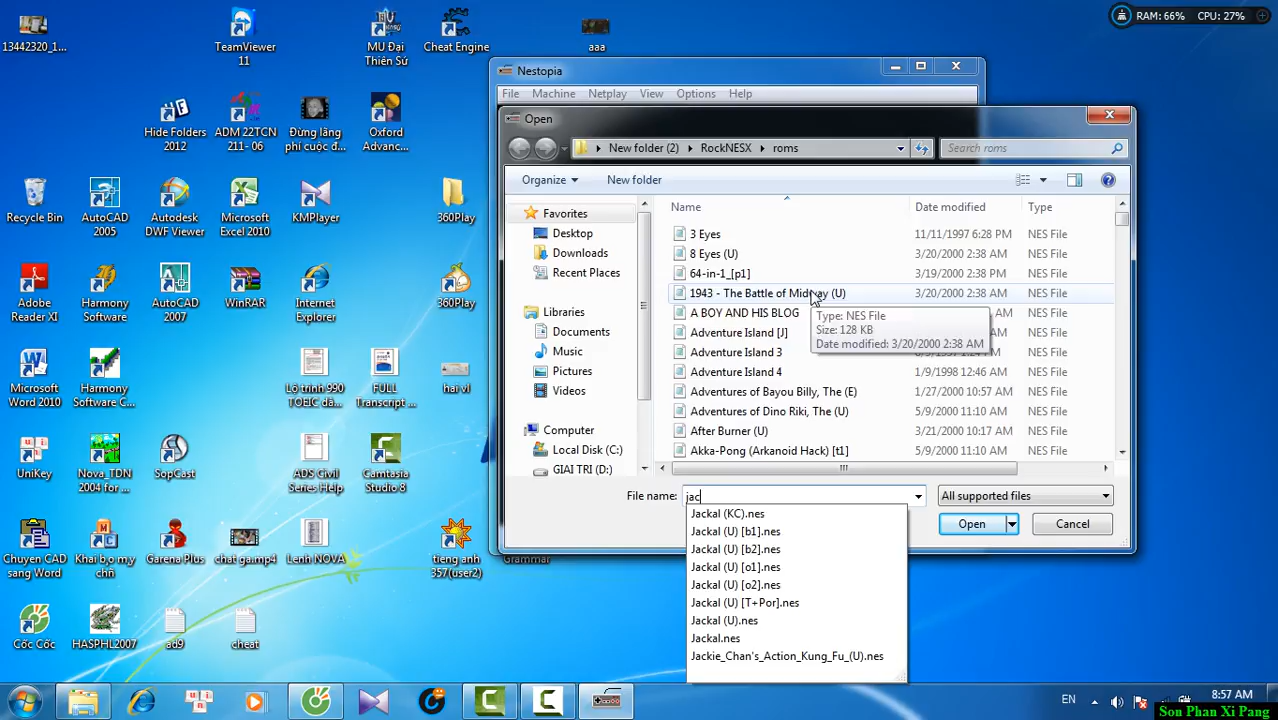 13442320_1...
TeamViewer
11
MU Đại
Thiên Sứ
Cheat Engine
aaa
RAM: 66% CPU: 27%
Hide Folders
2012
ADM 22TCN
211- 06
Đừng lãng
phí cuộc đ...
Oxford
Advanc...
Recycle Bin
AutoCAD
2005
Autodesk
DWF Viewer
Microsoft
Excel 2010
KMPlayer
360Play
Adobe
Reader XI
Harmony
Software
AutoCAD
2007
WinRAR
Internet
Explorer
360Play
Microsoft
Word 2010
Harmony
Software C...
Lộ trình 990
TOEIC dà...
FULL
Transcript ...
hai vl
UniKey
Nova_TDN
2004 for ...
SopCast
ADS Civil
Series Help
Camtasia
Studio 8
Chuyen CAD
sang Word
Khai bịo mỵ
chñ
Garena Plus
chat ga.mp4
Lenh NOVA
tieng anh
357(user2)
Grammar
Cốc Cốc
HASPHL2007
ad9
cheat
Nestopia
File Machine Netplay View Options Help
Open
New folder (2) RockNESX roms
Search roms
Organize New folder
Favorites
Desktop
Downloads
Recent Places
Libraries
Documents
Music
Pictures
Videos
Computer
Local Disk (C:)
GIAI TRI (D:)
Name Date modified Type
3 Eyes 11/11/1997 6:28 PM NES File
8 Eyes (U) 3/20/2000 2:38 AM NES File
64-in-1_[p1] 3/19/2000 2:38 PM NES File
1943 - The Battle of Midway (U) 3/20/2000 2:38 AM NES File
A BOY AND HIS BLOG AM NES File
Adventure Island [J] AM NES File
Adventure Island 3 AM NES File
Adventure Island 4 1/9/1998 12:46 AM NES File
Adventures of Bayou Billy, The (E) 1/27/2000 10:57 AM NES File
Adventures of Dino Riki, The (U) 5/9/2000 11:10 AM NES File
After Burner (U) 3/21/2000 10:17 AM NES File
Akka-Pong (Arkanoid Hack) [t1] 5/9/2000 11:10 AM NES File
Type: NES File
Size: 128 KB
Date modified: 3/20/2000 2:38 AM
File name: jac
All supported files
Open Cancel
Jackal (KC).nes
Jackal (U) [b1].nes
Jackal (U) [b2].nes
Jackal (U) [o1].nes
Jackal (U) [o2].nes
Jackal (U) [T+Por].nes
Jackal (U).nes
Jackal.nes
Jackie_Chan's_Action_Kung_Fu_(U).nes
EN
8:57 AM
Son Phan Xi Pang